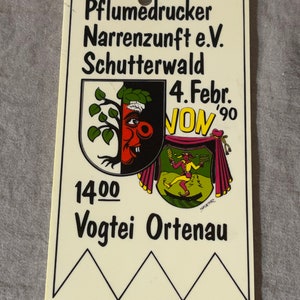 Pflumedrucker
Narrenzunft e.V.
Schutterwald
4. Febr.
'90
VON
14 00
Vogtei Ortenau